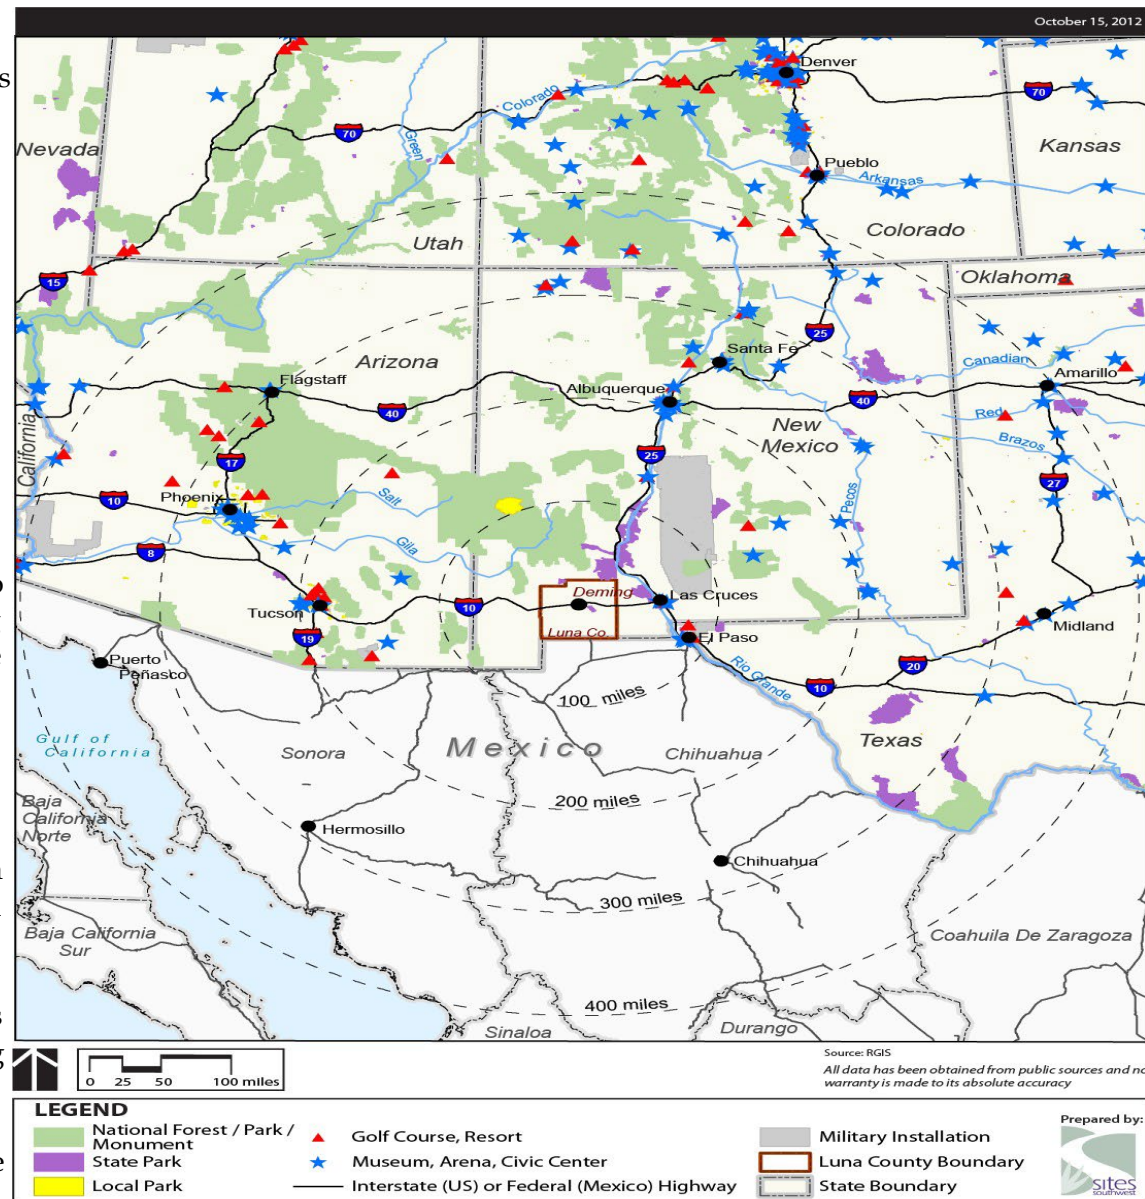 October 15, 2012
s
Denver
Colorado
70
Green
70
Nevada
Kansas
Pueblo
Arkansas
Utah
Colorado
15
Oklahoma
25
Arizona
Santa Fe
Canadian
Flagstaff
Amarillo
Albuquerque
40
40
Red
New
Mexico
Brazos
California
17
25
27
10
Phoenix
Salt
Pecos
8
Gila
Deming
Las Cruces
Tucson
10
Luna Co.
Midland
19
El Paso
Puerto
Peñasco
Rio Grande
20
10
100 miles
Gulf of
California
Sonora
Mexico
Chihuahua
Texas
Baja
California
Norte
200 miles
Hermosillo
Chihuahua
300 miles
Baja California
Sur
Coahuila De Zaragoza
400 miles
Sinaloa
Durango
0 25 50 100 miles
Source: RGIS
All data has been obtained from public sources and no
warranty is made to its absolute accuracy
LEGEND
National Forest / Park /
Monument
State Park
Local Park
Golf Course, Resort
Museum, Arena, Civic Center
Interstate (US) or Federal (Mexico) Highway
Military Installation
Luna County Boundary
State Boundary
Prepared by:
sites
southwest